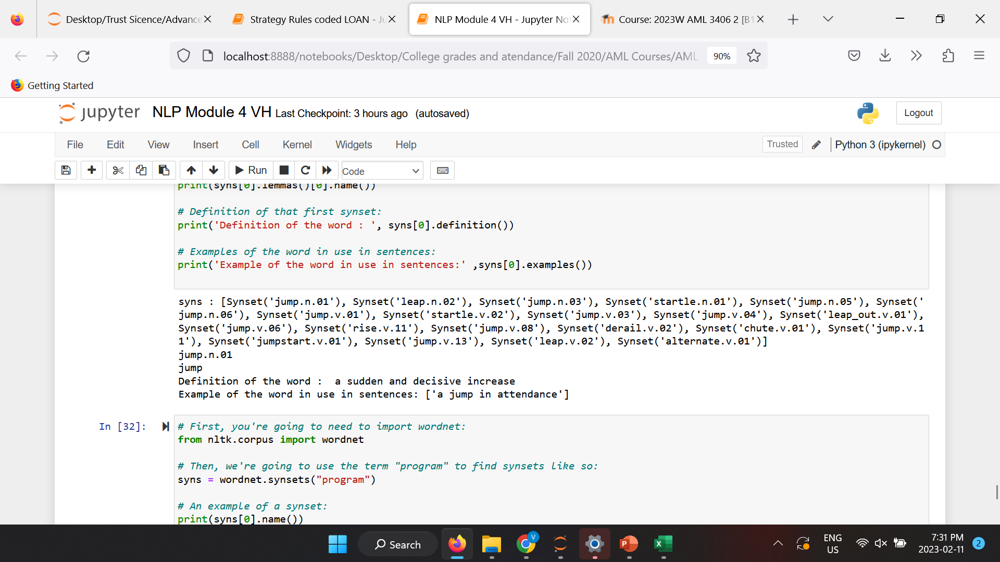 Desktop/Trust Sicence/Advance
Strategy Rules coded LOAN - Ju
NLP Module 4 VH - Jupyter No
Course: 2023W AML 3406 2 [B1
localhost:8888/notebooks/Desktop/College grades and atendance/Fall 2020/AML Courses/AML
90%
Getting Started
jupyter NLP Module 4 VH Last Checkpoint: 3 hours ago (autosaved)
Logout
File Edit View Insert Cell Kernel Widgets Help
Trusted
Python 3 (ipykernel)
Run
Code
print(syns[0].lemmas()[0].name())
# Definition of that first synset:
print('Definition of the word : ', syns[0].definition())
# Examples of the word in use in sentences:
print('Example of the word in use in sentences:' ,syns[0].examples())
syns : [Synset('jump.n.01'), Synset('leap.n.02'), Synset('jump.n.03'), Synset('startle.n.01'), Synset('jump.n.05'), Synset('
jump.n.06'), Synset('jump.v.01'), Synset('startle.v.02'), Synset('jump.v.03'), Synset('jump.v.04'), Synset('leap_out.v.01'),
Synset('jump.v.06'), Synset('rise.v.11'), Synset('jump.v.08'), Synset('derail.v.02'), Synset('chute.v.01'), Synset('jump.v.1
1'), Synset('jumpstart.v.01'), Synset('jump.v.13'), Synset('leap.v.02'), Synset('alternate.v.01')]
jump.n.01
jump
Definition of the word :  a sudden and decisive increase
Example of the word in use in sentences: ['a jump in attendance']
In [32]:
# First, you're going to need to import wordnet:
from nltk.corpus import wordnet
# Then, we're going to use the term "program" to find synsets like so:
syns = wordnet.synsets("program")
# An example of a synset:
print(syns[0].name())
Search
V
P
X
ENG
US
7:31 PM
2023-02-11
2